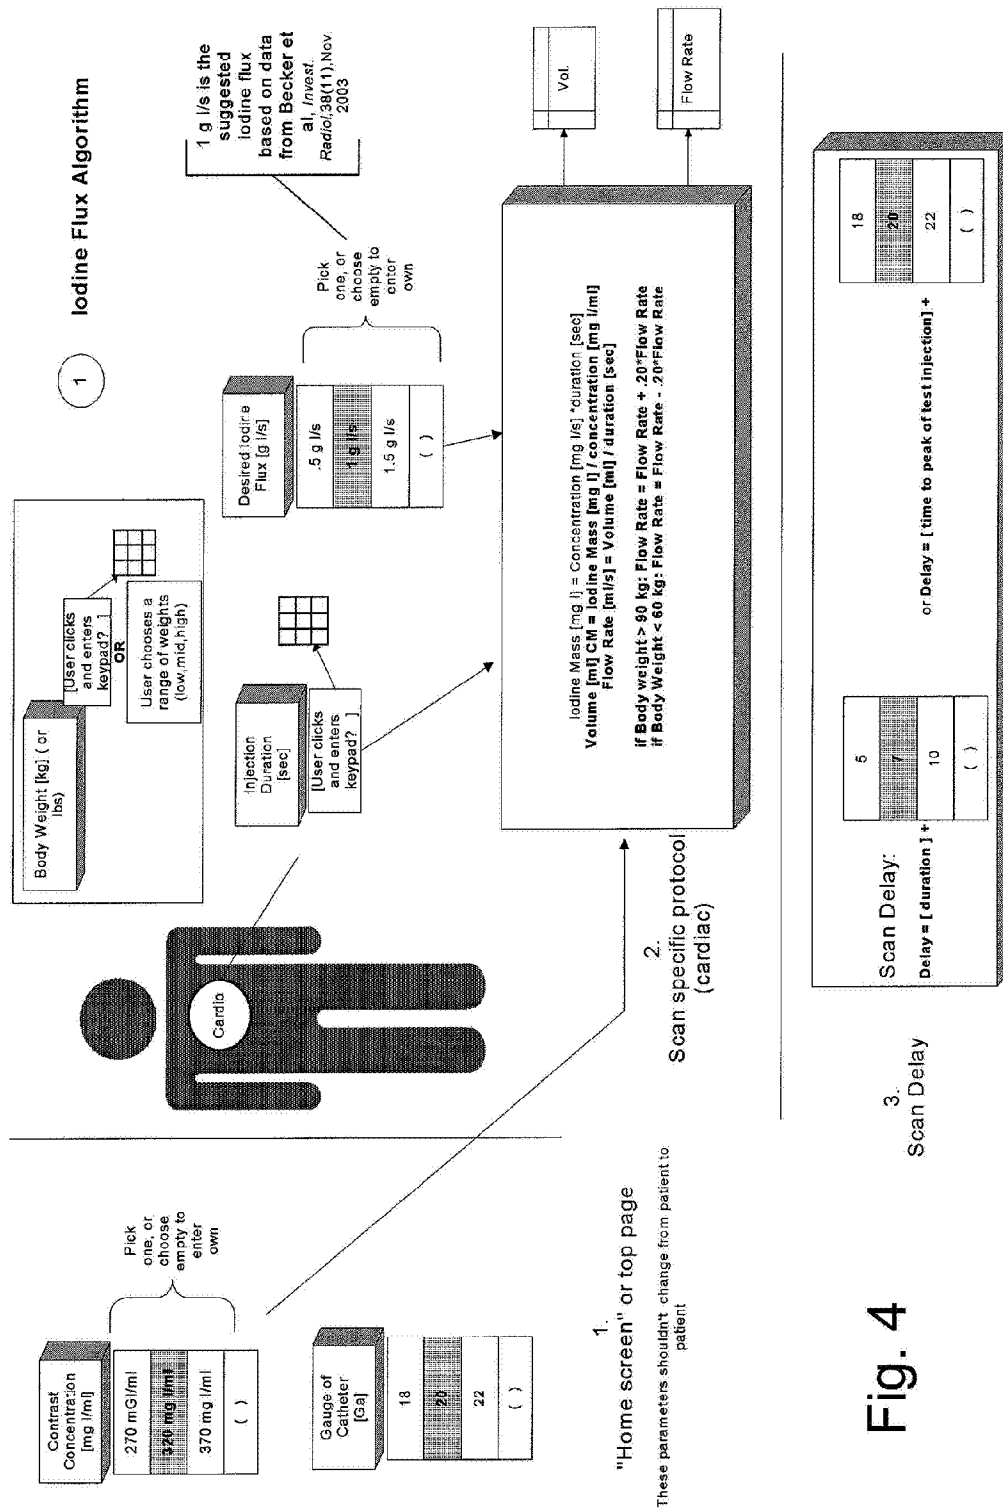 1
Iodine Flux Algorithm
Contrast
Concentration
[mg I/ml]
270 mGI/ml
320 mg I/ml
370 mg I/ml
( )
Pick
one, or
choose
empty to
enter
own
Gauge of
Catheter
[Ga]
18
20
22
( )
1.
"Home screen" or top page
These parameters shouldn't change from patient to
patient
Cardio
Body Weight [kg] ( or
lbs)
[User clicks
and enters
keypad? ]
OR
User chooses a
range of weights
(low,mid,high)
Injection
Duration
[sec]
[User clicks
and enters
keypad? ]
Desired Iodine
Flux [g I/s]
.5 g I/s
1 g I/s
1.5 g I/s
( )
Pick
one, or
choose
empty to
enter
own
1 g I/s is the
suggested
Iodine flux
based on data
from Becker et
al, Invest.
Radiol,38(11),Nov.
2003
2.
Scan specific protocol
(cardiac)
Iodine Mass [mg I] = Concentration [mg I/s] *duration [sec]
Volume [ml] CM = Iodine Mass [mg I] / concentration [mg I/ml]
Flow Rate [ml/s] = Volume [ml] / duration [sec]
if Body weight > 90 kg: Flow Rate = Flow Rate + .20*Flow Rate
if Body Weight < 60 kg: Flow Rate = Flow Rate - .20*Flow Rate
Vol.
Flow Rate
3.
Scan Delay
Scan Delay:
Delay = [ duration ] +
5
7
10
( )
or Delay = [time to peak of test injection] +
18
20
22
( )
Fig. 4